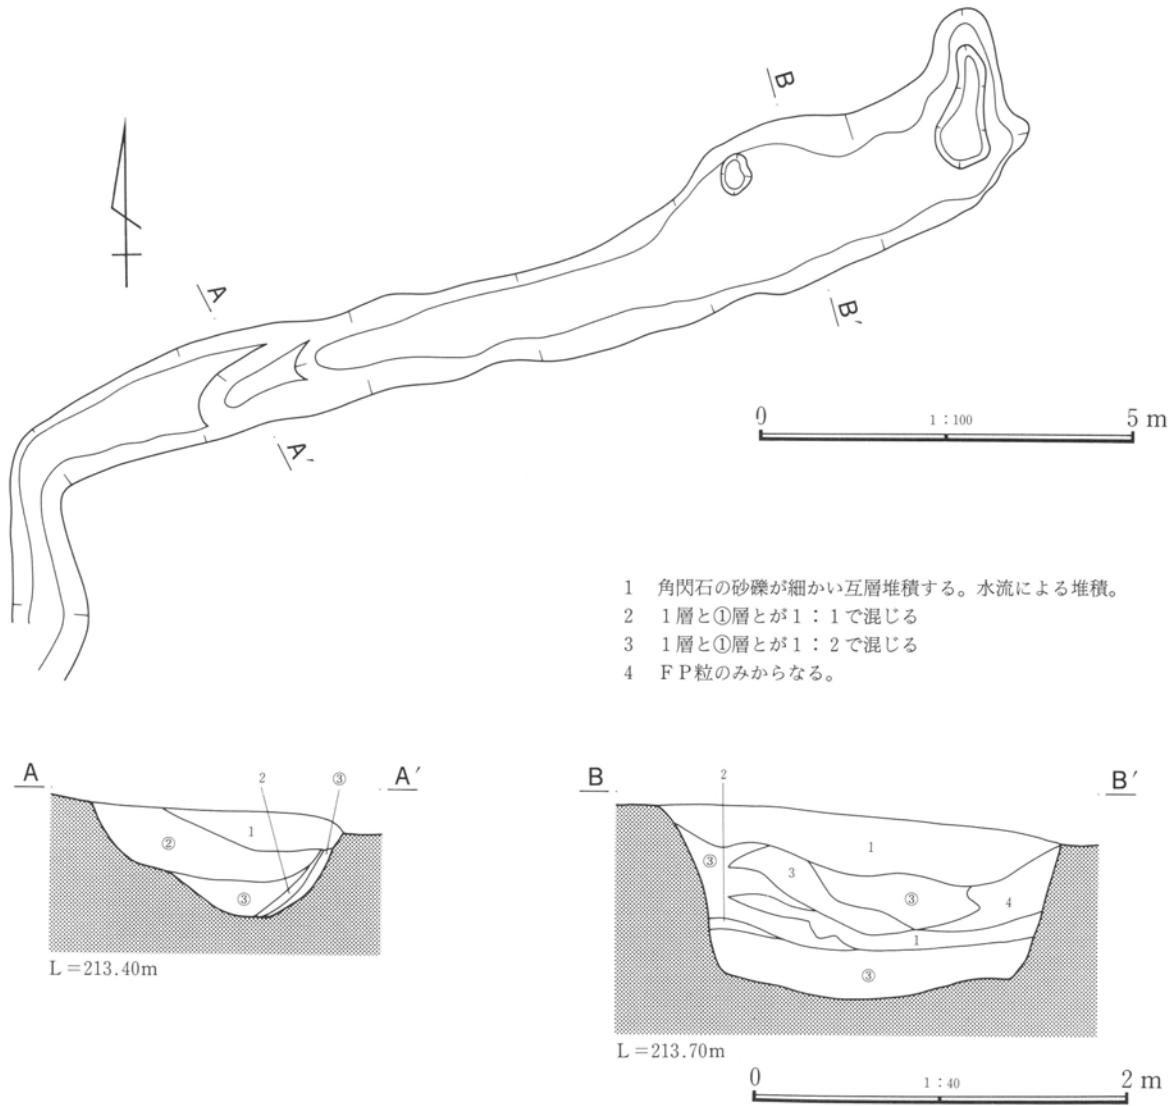 B
B′
A
A′
0 1：100 5 m
1 角閃石の砂礫が細かい互層堆積する。水流による堆積。
2 1層と①層とが1：1で混じる
3 1層と①層とが1：2で混じる
4 FP粒のみからなる。
A 2 ③ A′
1
②
③
L＝213.40m
B 2 B′
1
③
3
③
4
1
③
L＝213.70m
0 1：40 2 m